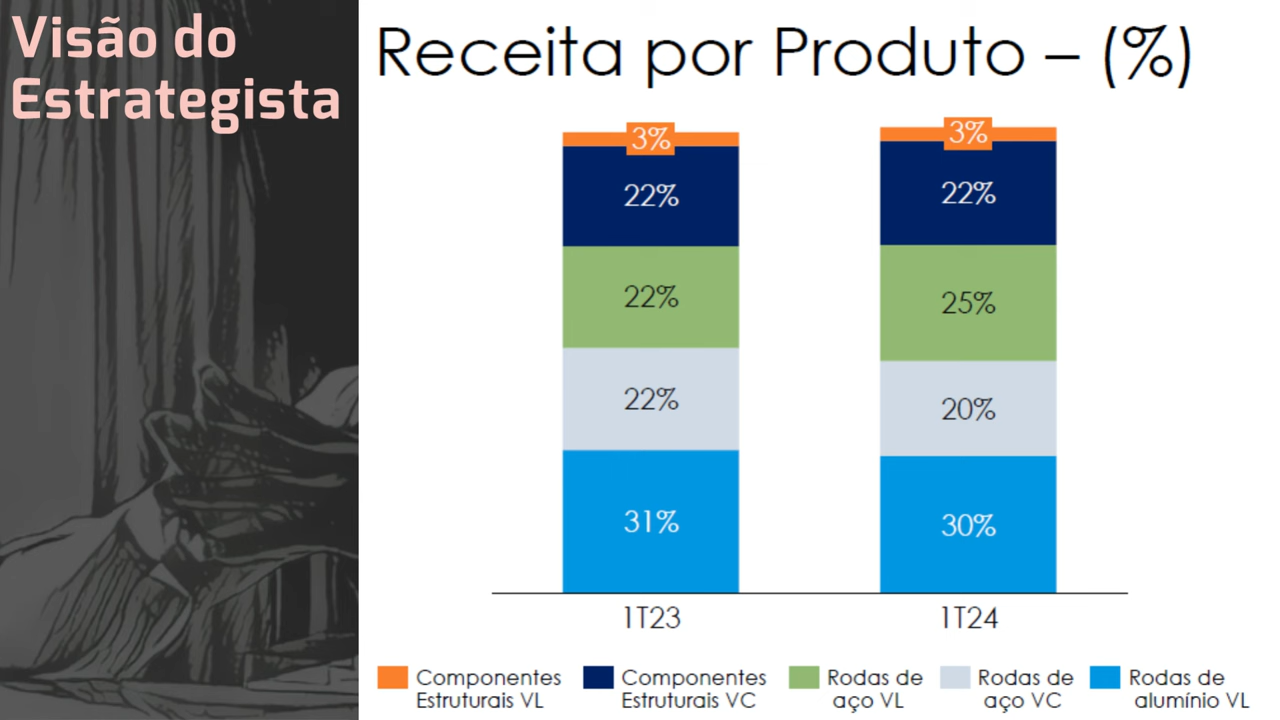 Visão do
Estrategista
Receita por Produto – (%)
3%
22%
22%
22%
31%
1T23
3%
22%
25%
20%
30%
1T24
Componentes
Estruturais VL
Componentes
Estruturais VC
Rodas de
aço VL
Rodas de
aço VC
Rodas de
alumínio VL